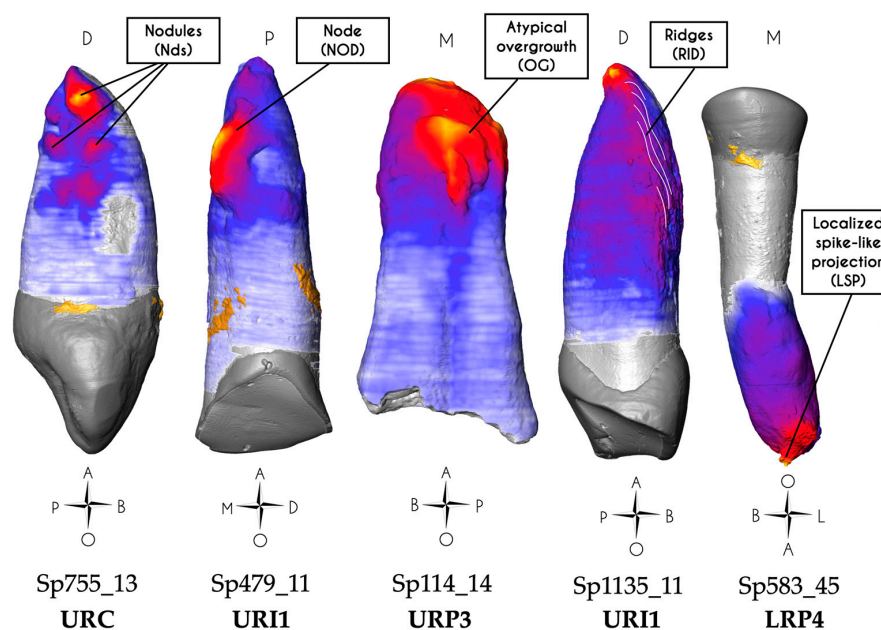 D
Nodules
(Nds)
P
Node
(NOD)
M
Atypical
overgrowth
(OG)
D
Ridges
(RID)
M
Localized
spike-like
projection
(LSP)
A
P B
O
A
M D
O
A
B P
O
A
P B
O
O
B L
A
Sp755_13
URC
Sp479_11
URI1
Sp114_14
URP3
Sp1135_11
URI1
Sp583_45
LRP4